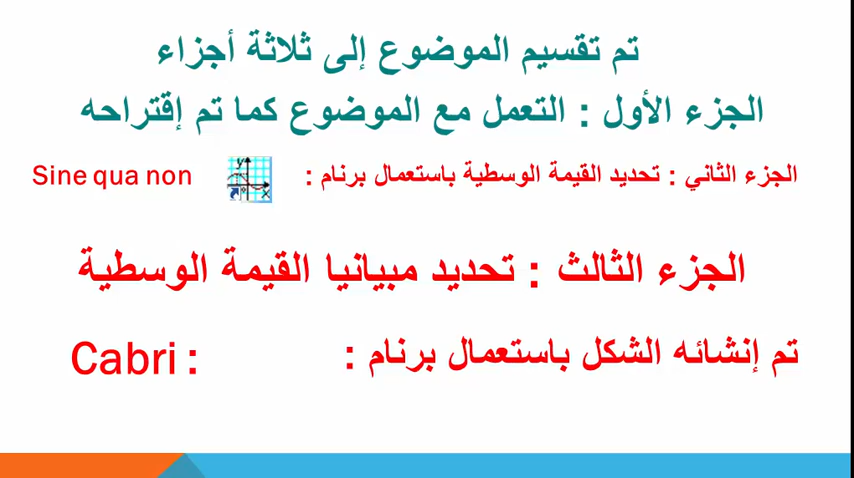 تم تقسيم الموضوع إلى ثلاثة أجزاء
الجزء الأول : التعمل مع الموضوع كما تم إقتراحه
الجزء الثاني : تحديد القيمة الوسطية باستعمال برنام : Sine qua non
الجزء الثالث : تحديد مبيانيا القيمة الوسطية
تم إنشائه الشكل باستعمال برنام : Cabri :